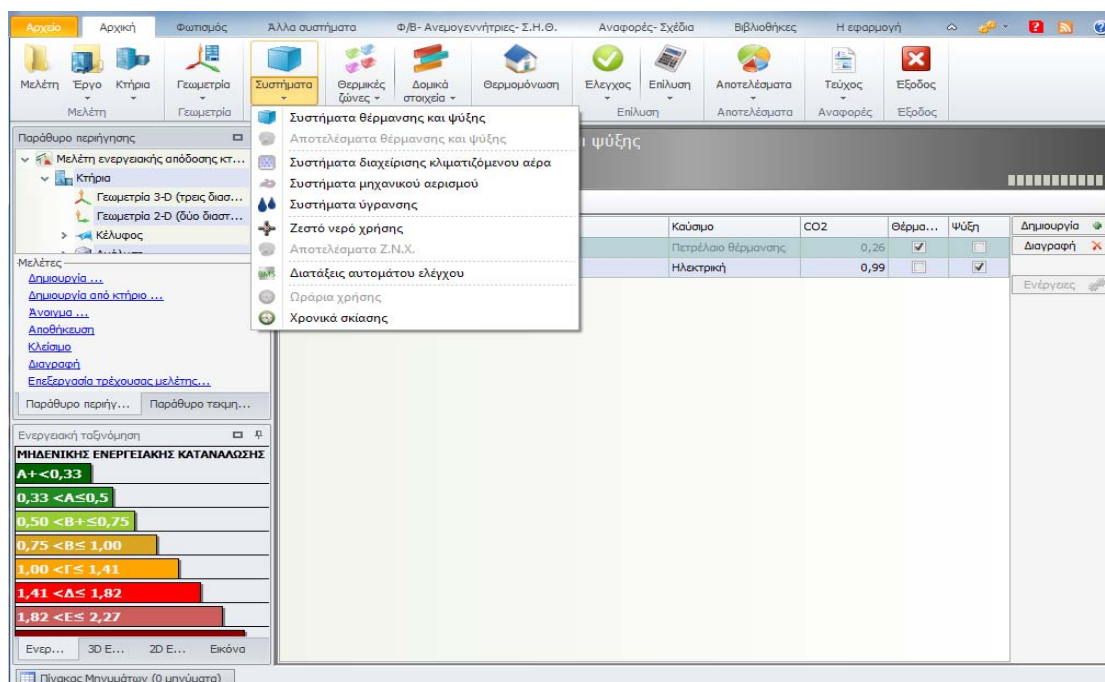 Αρχείο Αρχική Φωτισμός Άλλα συστήματα Φ/Β- Ανεμογεννήτριες- Σ.Η.Θ. Αναφορές- Σχέδια Βιβλιοθήκες Η εφαρμογή
Μελέτη Έργο Κτήρια Γεωμετρία Συστήματα Θερμικές ζώνες Δομικά στοιχεία Θερμομόνωση Έλεγχος Επίλυση Αποτελέσματα Τεύχος Έξοδος
Μελέτη Γεωμετρία Επίλυση Αποτελέσματα Αναφορές Έξοδος
Συστήματα θέρμανσης και ψύξης
Αποτελέσματα θέρμανσης και ψύξης
Συστήματα διαχείρισης κλιματιζόμενου αέρα
Συστήματα μηχανικού αερισμού
Συστήματα ύγρανσης
Ζεστό νερό χρήσης
Αποτελέσματα Ζ.Ν.Χ.
Διατάξεις αυτομάτου ελέγχου
Ωράρια χρήσης
Χρονικά σκίασης
Παράθυρο περιήγησης
Μελέτη ενεργειακής απόδοσης κτ...
Κτήρια
Γεωμετρία 3-D (τρεις διασ...
Γεωμετρία 2-D (δύο διαστ...
Κέλυφος
Μελέτες
Δημιουργία ...
Δημιουργία από κτήριο ...
Άνοιγμα ...
Αποθήκευση
Κλείσιμο
Διαγραφή
Επεξεργασία τρέχουσας μελέτης...
Παράθυρο περιήγ... Παράθυρο τεκμη...
ψύξης
Καύσιμο CO2 Θέρμα... Ψύξη
Πετρέλαιο θέρμανσης 0,26
Ηλεκτρική 0,99
Δημιουργία
Διαγραφή
Ενέργειες
Ενεργειακή ταξινόμηση
ΜΗΔΕΝΙΚΗΣ ΕΝΕΡΓΕΙΑΚΗΣ ΚΑΤΑΝΑΛΩΣΗΣ
Α+<0,33
0,33 <Α≤0,5
0,50 <Β+≤0,75
0,75 <Β≤ 1,00
1,00 <Γ≤ 1,41
1,41 <Δ≤ 1,82
1,82 <Ε≤ 2,27
Ενερ... 3D Ε... 2D Ε... Εικόνα
Πίνακας Μηνυμάτων (0 μηνύματα)